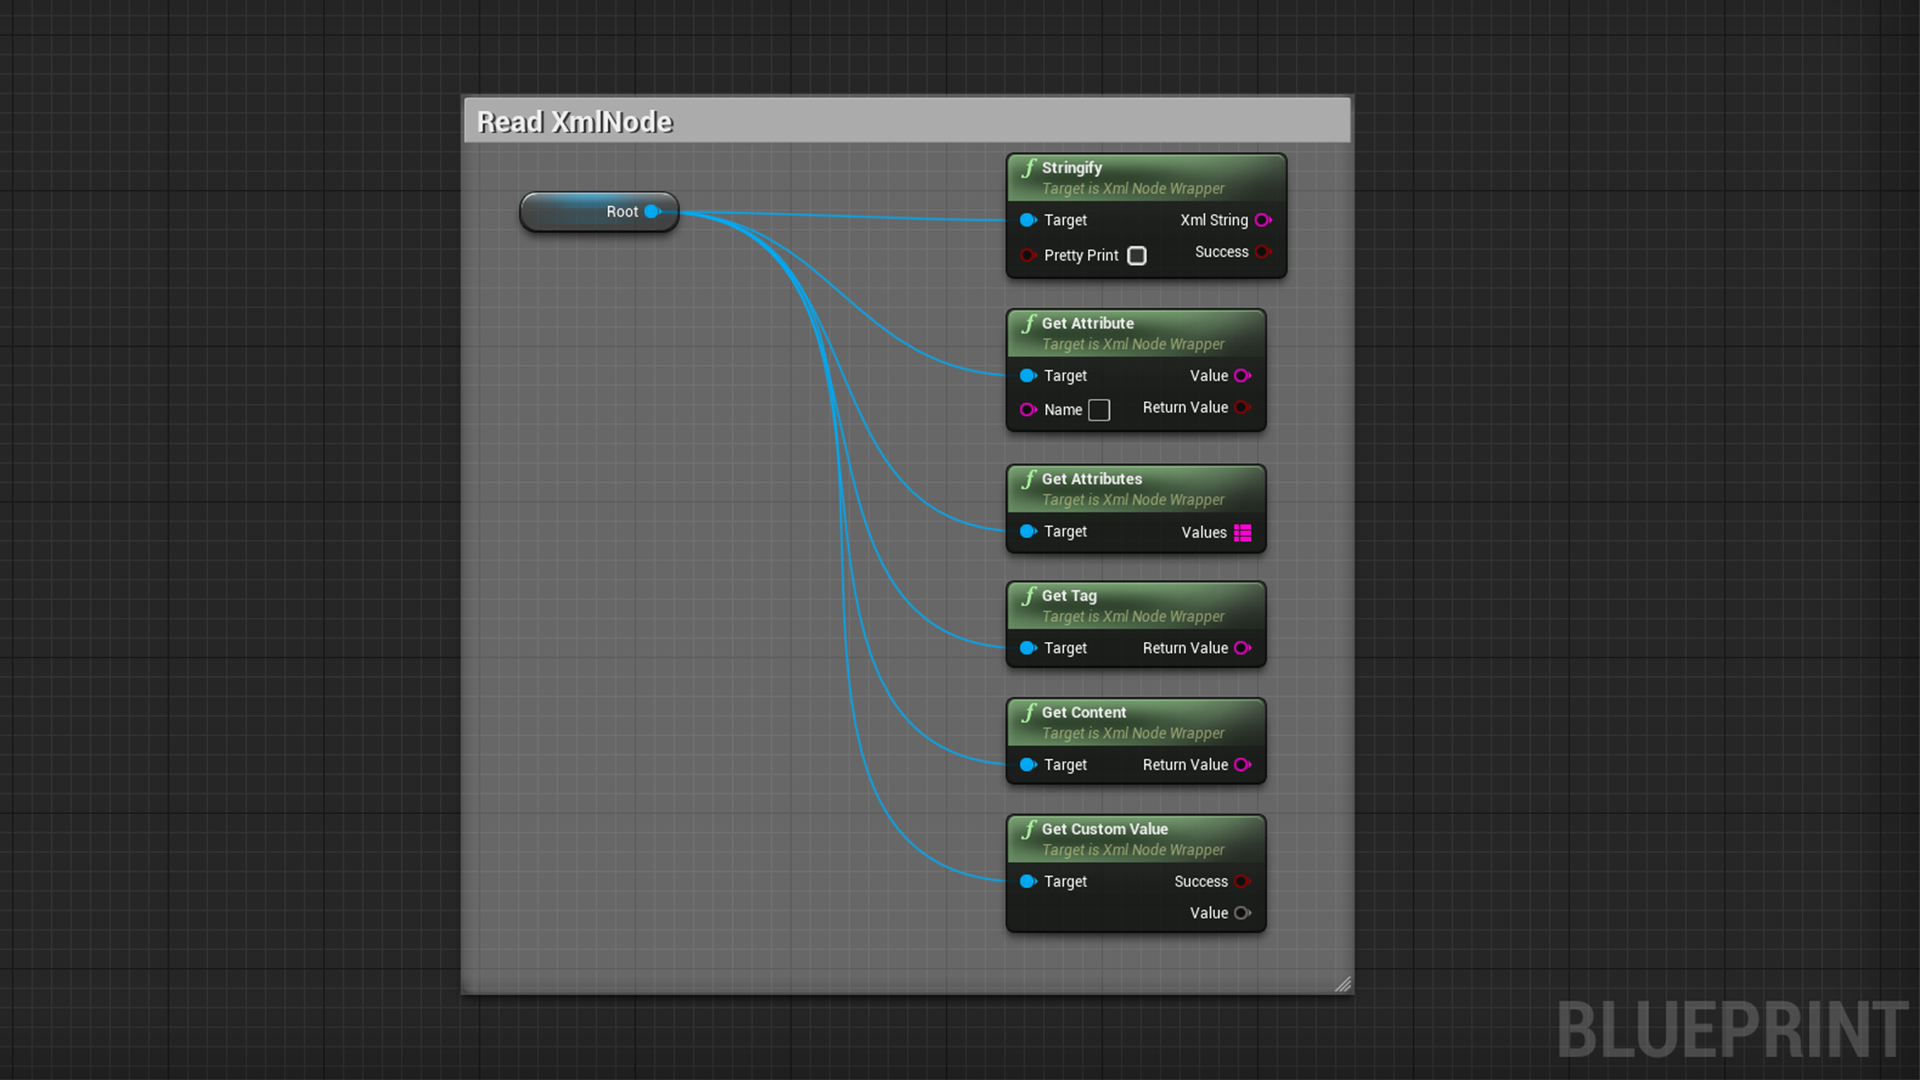 Read XmlNode
Root
Stringify
Target is Xml Node Wrapper
Target Xml String
Pretty Print Success
Get Attribute
Target is Xml Node Wrapper
Target Value
Name Return Value
Get Attributes
Target is Xml Node Wrapper
Target Values
Get Tag
Target is Xml Node Wrapper
Target Return Value
Get Content
Target is Xml Node Wrapper
Target Return Value
Get Custom Value
Target is Xml Node Wrapper
Target Success
Value
BLUEPRINT